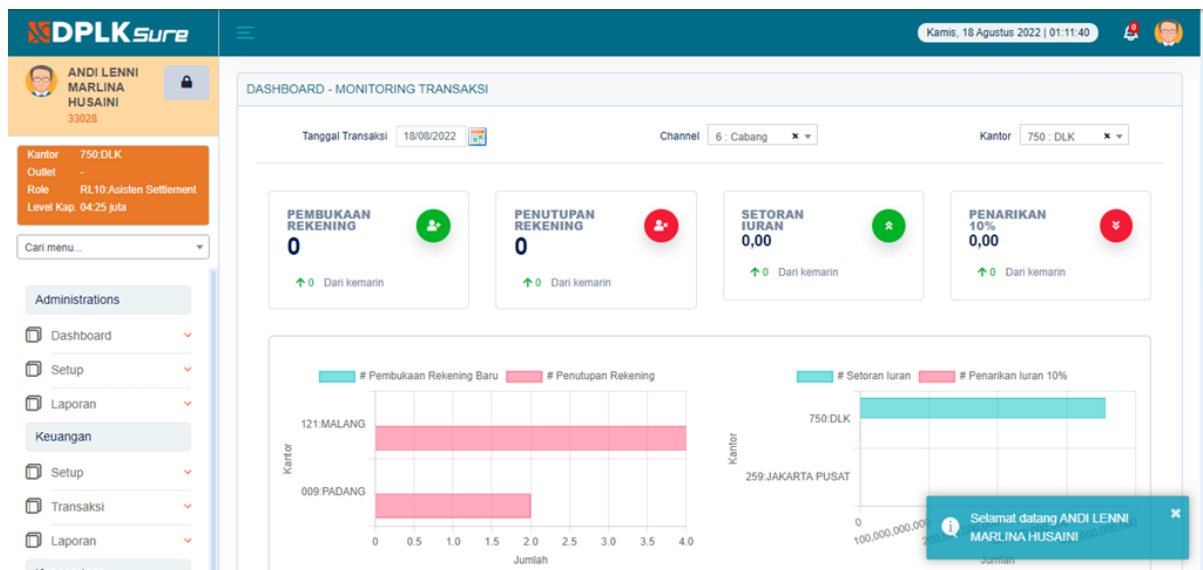 DPLKSure
Kamis, 18 Agustus 2022 | 01:11:40
ANDI LENNI
MARLINA
HUSAINI
33028
Kantor 750:DLK
Outlet -
Role RL10:Asisten Settlement
Level Kap. 04:25 juta
Cari menu...
Administrations
Dashboard
Setup
Laporan
Keuangan
Setup
Transaksi
Laporan
DASHBOARD - MONITORING TRANSAKSI
Tanggal Transaksi 18/08/2022 Channel 6 : Cabang Kantor 750 : DLK
PEMBUKAAN
REKENING
0
0 Dari kemarin
PENUTUPAN
REKENING
0
0 Dari kemarin
SETORAN
IURAN
0,00
0 Dari kemarin
PENARIKAN
10%
0,00
0 Dari kemarin
# Pembukaan Rekening Baru # Penutupan Rekening
121:MALANG
Kantor
009:PADANG
0 0.5 1.0 1.5 2.0 2.5 3.0 3.5 4.0
Jumlah
# Setoran Iuran # Penarikan Iuran 10%
750:DLK
Kantor
259:JAKARTA PUSAT
0
100,000,000,000
Jumlah
Selamat datang ANDI LENNI
MARLINA HUSAINI